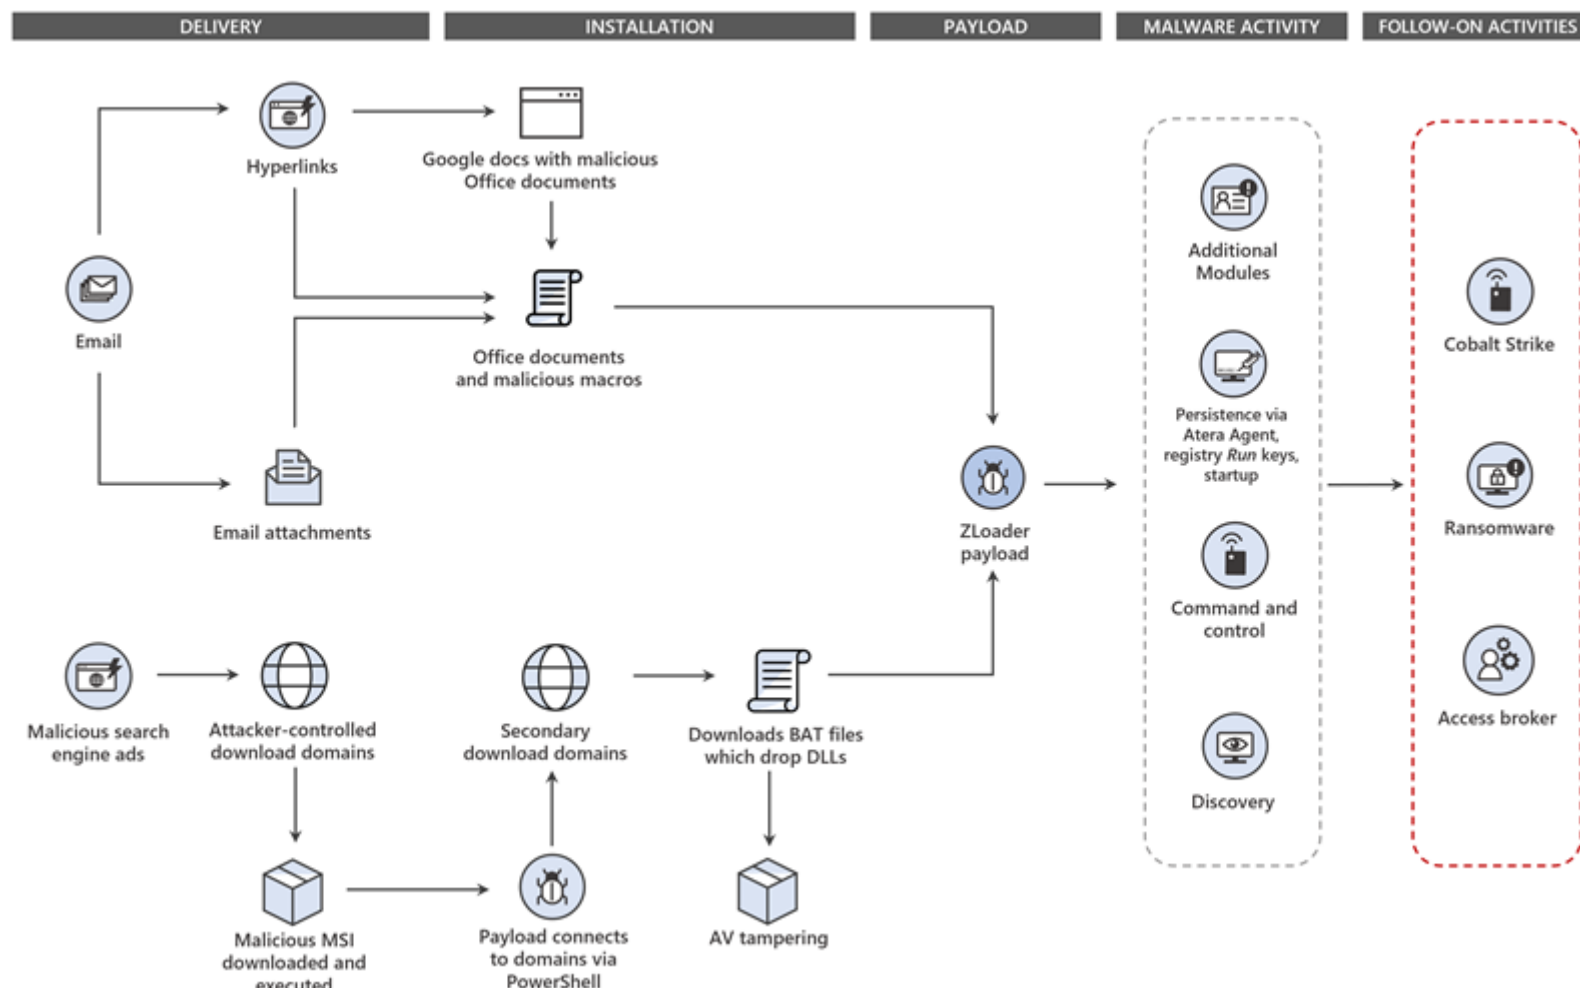 DELIVERY
INSTALLATION
PAYLOAD
MALWARE ACTIVITY
FOLLOW-ON ACTIVITIES
Hyperlinks
Google docs with malicious
Office documents
Email
Office documents
and malicious macros
Email attachments
ZLoader
payload
Additional
Modules
Persistence via
Atera Agent,
registry Run keys,
startup
Command and
control
Discovery
Cobalt Strike
Ransomware
Access broker
Malicious search
engine ads
Attacker-controlled
download domains
Secondary
download domains
Downloads BAT files
which drop DLLs
Malicious MSI
downloaded and
executed
Payload connects
to domains via
PowerShell
AV tampering